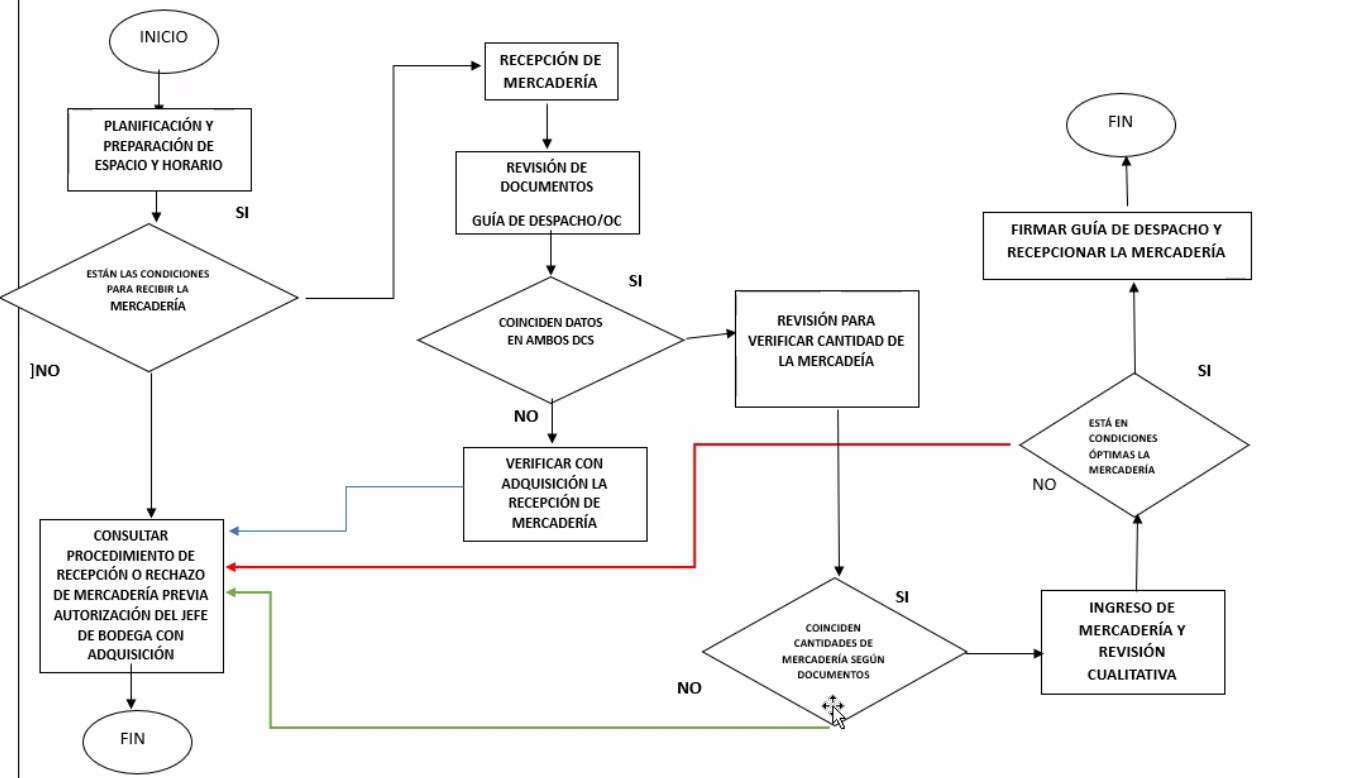 INICIO
PLANIFICACIÓN Y
PREPARACIÓN DE
ESPACIO Y HORARIO
SI
ESTÁN LAS CONDICIONES
PARA RECIBIR LA
MERCADERÍA
]NO
CONSULTAR
PROCEDIMIENTO DE
RECEPCIÓN O RECHAZO
DE MERCADERÍA PREVIA
AUTORIZACIÓN DEL JEFE
DE BODEGA CON
ADQUISICIÓN
FIN
RECEPCIÓN DE
MERCADERÍA
REVISIÓN DE
DOCUMENTOS
GUÍA DE DESPACHO/OC
SI
COINCIDEN DATOS
EN AMBOS DCS
NO
VERIFICAR CON
ADQUISICIÓN LA
RECEPCIÓN DE
MERCADERÍA
REVISIÓN PARA
VERIFICAR CANTIDAD DE
LA MERCADEÍA
SI
COINCIDEN
CANTIDADES DE
MERCADERÍA SEGÚN
DOCUMENTOS
NO
INGRESO DE
MERCADERÍA Y
REVISIÓN
CUALITATIVA
SI
ESTÁ EN
CONDICIONES
ÓPTIMAS LA
MERCADERÍA
NO
FIRMAR GUÍA DE DESPACHO Y
RECEPCIONAR LA MERCADERÍA
FIN